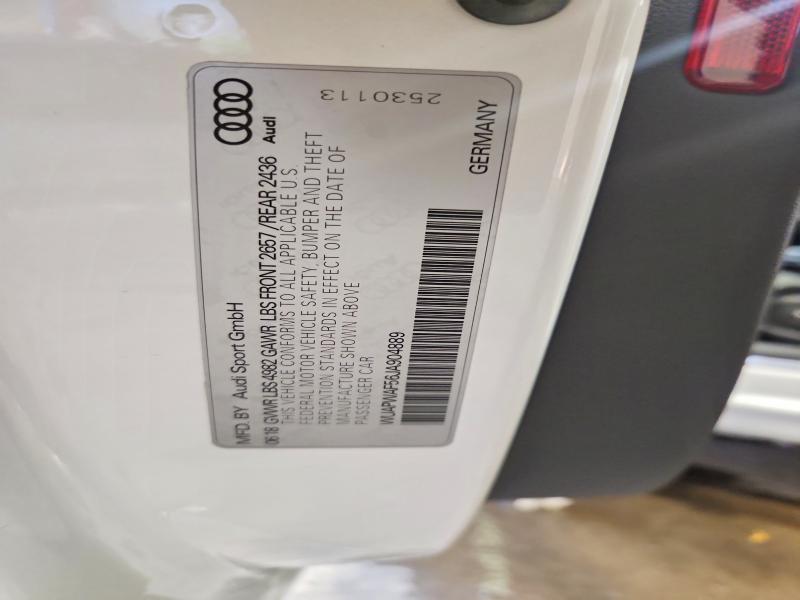 MFD. BY Audi Sport GmbH
06 18 GVWR LBS 4982 GAWR LBS FRONT 2657 / REAR 2436
THIS VEHICLE CONFORMS TO ALL APPLICABLE U.S.
FEDERAL MOTOR VEHICLE SAFETY, BUMPER AND THEFT
PREVENTION STANDARDS IN EFFECT ON THE DATE OF
MANUFACTURE SHOWN ABOVE
PASSENGER CAR
WUAPWAF56JA904889
Audi
2530113
GERMANY